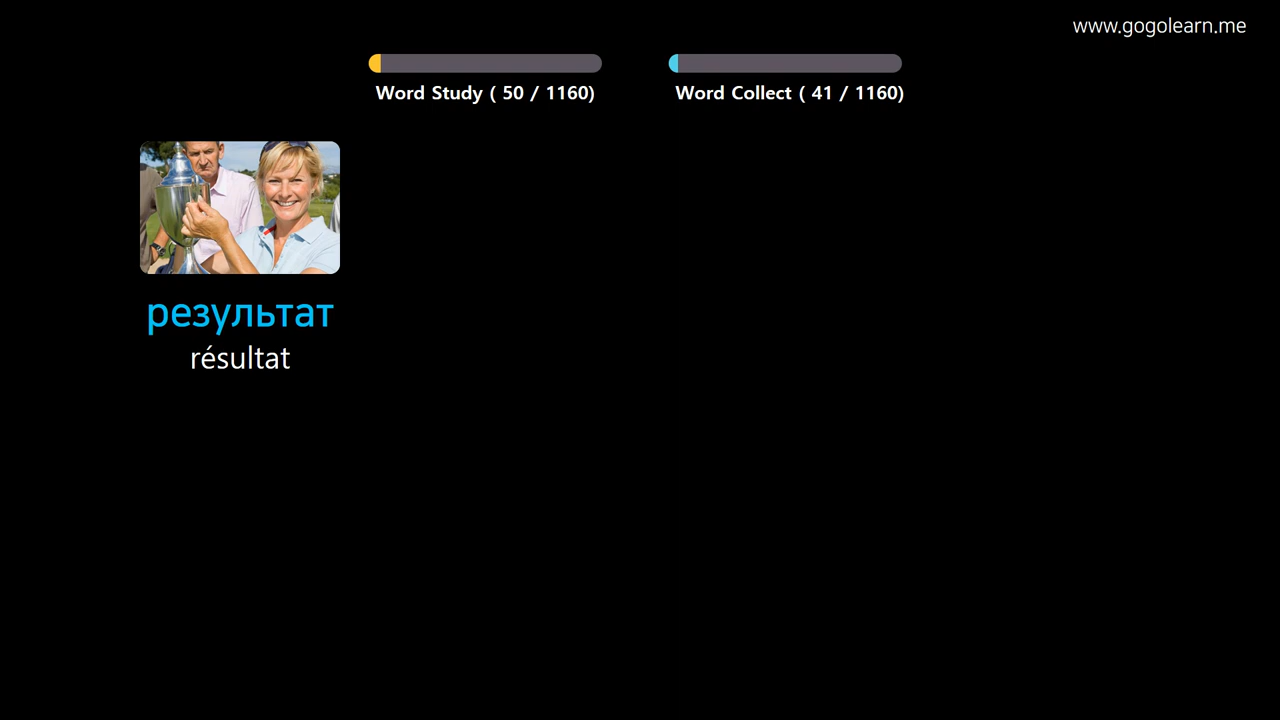 www.gogolearn.me
Word Study ( 50 / 1160)
Word Collect ( 41 / 1160)
результат
résultat